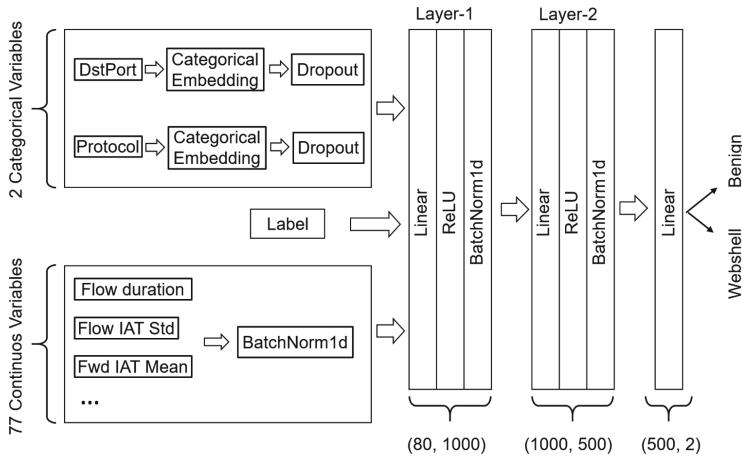 Layer-1
Layer-2
2 Categorical Variables
DstPort
Categorical
Embedding
Dropout
Protocol
Categorical
Embedding
Dropout
Label
77 Continuos Variables
Flow duration
Flow IAT Std
Fwd IAT Mean
...
BatchNorm1d
Linear
ReLU
BatchNorm1d
Linear
ReLU
BatchNorm1d
Linear
Benign
Webshell
(80, 1000)
(1000, 500)
(500, 2)